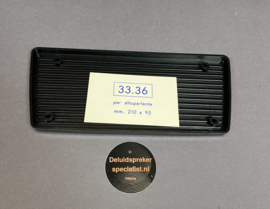 33.36
per altoparlante
mm. 210 x 95
Deluidspreker
specialist.nl